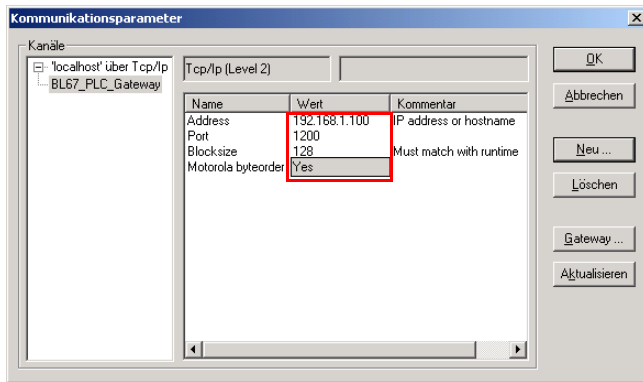 Kommunikationsparameter
Kanäle
'localhost' über Tcp/Ip
BL67_PLC_Gateway
Tcp/Ip (Level 2)
Name Wert Kommentar
Address 192.168.1.100 IP address or hostname
Port 1200
Blocksize 128 Must match with runtime
Motorola byteorder Yes
OK
Abbrechen
Neu ...
Löschen
Gateway ...
Aktualisieren